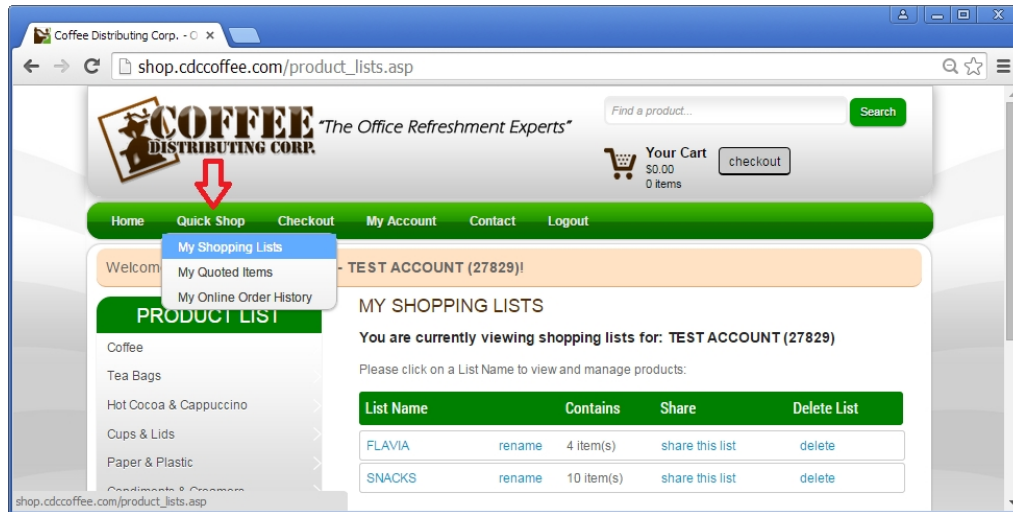 Coffee Distributing Corp. - O
shop.cdccoffee.com/product_lists.asp
COFFEE
DISTRIBUTING CORP.
"The Office Refreshment Experts"
Find a product...
Search
Your Cart
$0.00
0 items
checkout
Home Quick Shop Checkout My Account Contact Logout
My Shopping Lists
My Quoted Items
My Online Order History
Welcom - TEST ACCOUNT (27829)!
PRODUCT LIST
Coffee
Tea Bags
Hot Cocoa & Cappuccino
Cups & Lids
Paper & Plastic
Condiments & Creamers
MY SHOPPING LISTS
You are currently viewing shopping lists for: TEST ACCOUNT (27829)
Please click on a List Name to view and manage products:
List Name Contains Share Delete List
FLAVIA rename 4 item(s) share this list delete
SNACKS rename 10 item(s) share this list delete
shop.cdccoffee.com/product_lists.asp